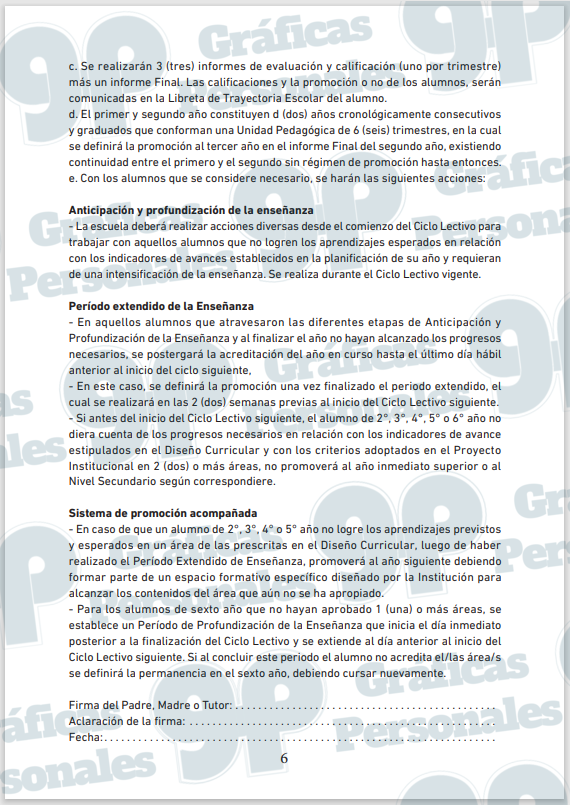 c. Se realizarán 3 (tres) informes de evaluación y calificación (uno por trimestre)
más un informe Final. Las calificaciones y la promoción o no de los alumnos, serán
comunicadas en la Libreta de Trayectoria Escolar del alumno.
d. El primer y segundo año constituyen d (dos) años cronológicamente consecutivos
y graduados que conforman una Unidad Pedagógica de 6 (seis) trimestres, en la cual
se definirá la promoción al tercer año en el informe Final del segundo año, existiendo
continuidad entre el primero y el segundo sin régimen de promoción hasta entonces.
e. Con los alumnos que se considere necesario, se harán las siguientes acciones:
Anticipación y profundización de la enseñanza
- La escuela deberá realizar acciones diversas desde el comienzo del Ciclo Lectivo para
trabajar con aquellos alumnos que no logren los aprendizajes esperados en relación
con los indicadores de avances establecidos en la planificación de su año y requieran
de una intensificación de la enseñanza. Se realiza durante el Ciclo Lectivo vigente.
Período extendido de la Enseñanza
- En aquellos alumnos que atravesaron las diferentes etapas de Anticipación y
Profundización de la Enseñanza y al finalizar el año no hayan alcanzado los progresos
necesarios, se postergará la acreditación del año en curso hasta el último día hábil
anterior al inicio del ciclo siguiente,
- En este caso, se definirá la promoción una vez finalizado el periodo extendido, el
cual se realizará en las 2 (dos) semanas previas al inicio del Ciclo Lectivo siguiente.
- Si antes del inicio del Ciclo Lectivo siguiente, el alumno de 2°, 3°, 4°, 5° o 6° año no
diera cuenta de los progresos necesarios en relación con los indicadores de avance
estipulados en el Diseño Curricular y con los criterios adoptados en el Proyecto
Institucional en 2 (dos) o más áreas, no promoverá al año inmediato superior o al
Nivel Secundario según correspondiere.
Sistema de promoción acompañada
- En caso de que un alumno de 2°, 3°, 4° o 5° año no logre los aprendizajes previstos
y esperados en un área de las prescritas en el Diseño Curricular, luego de haber
realizado el Período Extendido de Enseñanza, promoverá al año siguiente debiendo
formar parte de un espacio formativo específico diseñado por la Institución para
alcanzar los contenidos del área que aún no se ha apropiado.
- Para los alumnos de sexto año que no hayan aprobado 1 (una) o más áreas, se
establece un Período de Profundización de la Enseñanza que inicia el día inmediato
posterior a la finalización del Ciclo Lectivo y se extiende al día anterior al inicio del
Ciclo Lectivo siguiente. Si al concluir este periodo el alumno no acredita el/las área/s
se definirá la permanencia en el sexto año, debiendo cursar nuevamente.
Firma del Padre, Madre o Tutor: . . . . . . . . . . . . . . . . . . . . . . . . . . . . . . . . . . . . . . . . . . . .
Aclaración de la firma: . . . . . . . . . . . . . . . . . . . . . . . . . . . . . . . . . . . . . . . . . . . . . . . . . . .
Fecha:. . . . . . . . . . . . . . . . . . . . . . . . . . . . . . . . . . . . . . . . . . . . . . . . . . . . . . . . . . . . . . . . .
6
gp Gráficas Personales